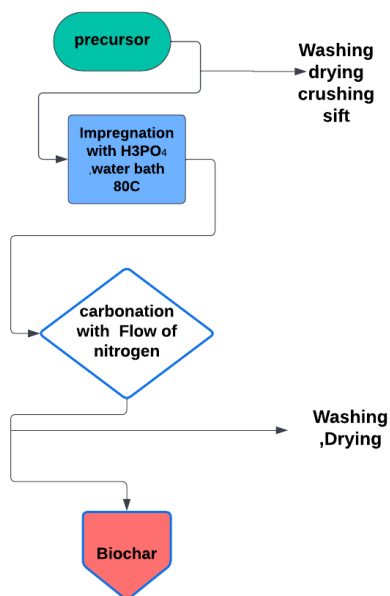 precursor
Washing
drying
crushing
sift
Impregnation
with H3PO₄
,water bath
80C
carbonation
with Flow of
nitrogen
Washing
,Drying
Biochar